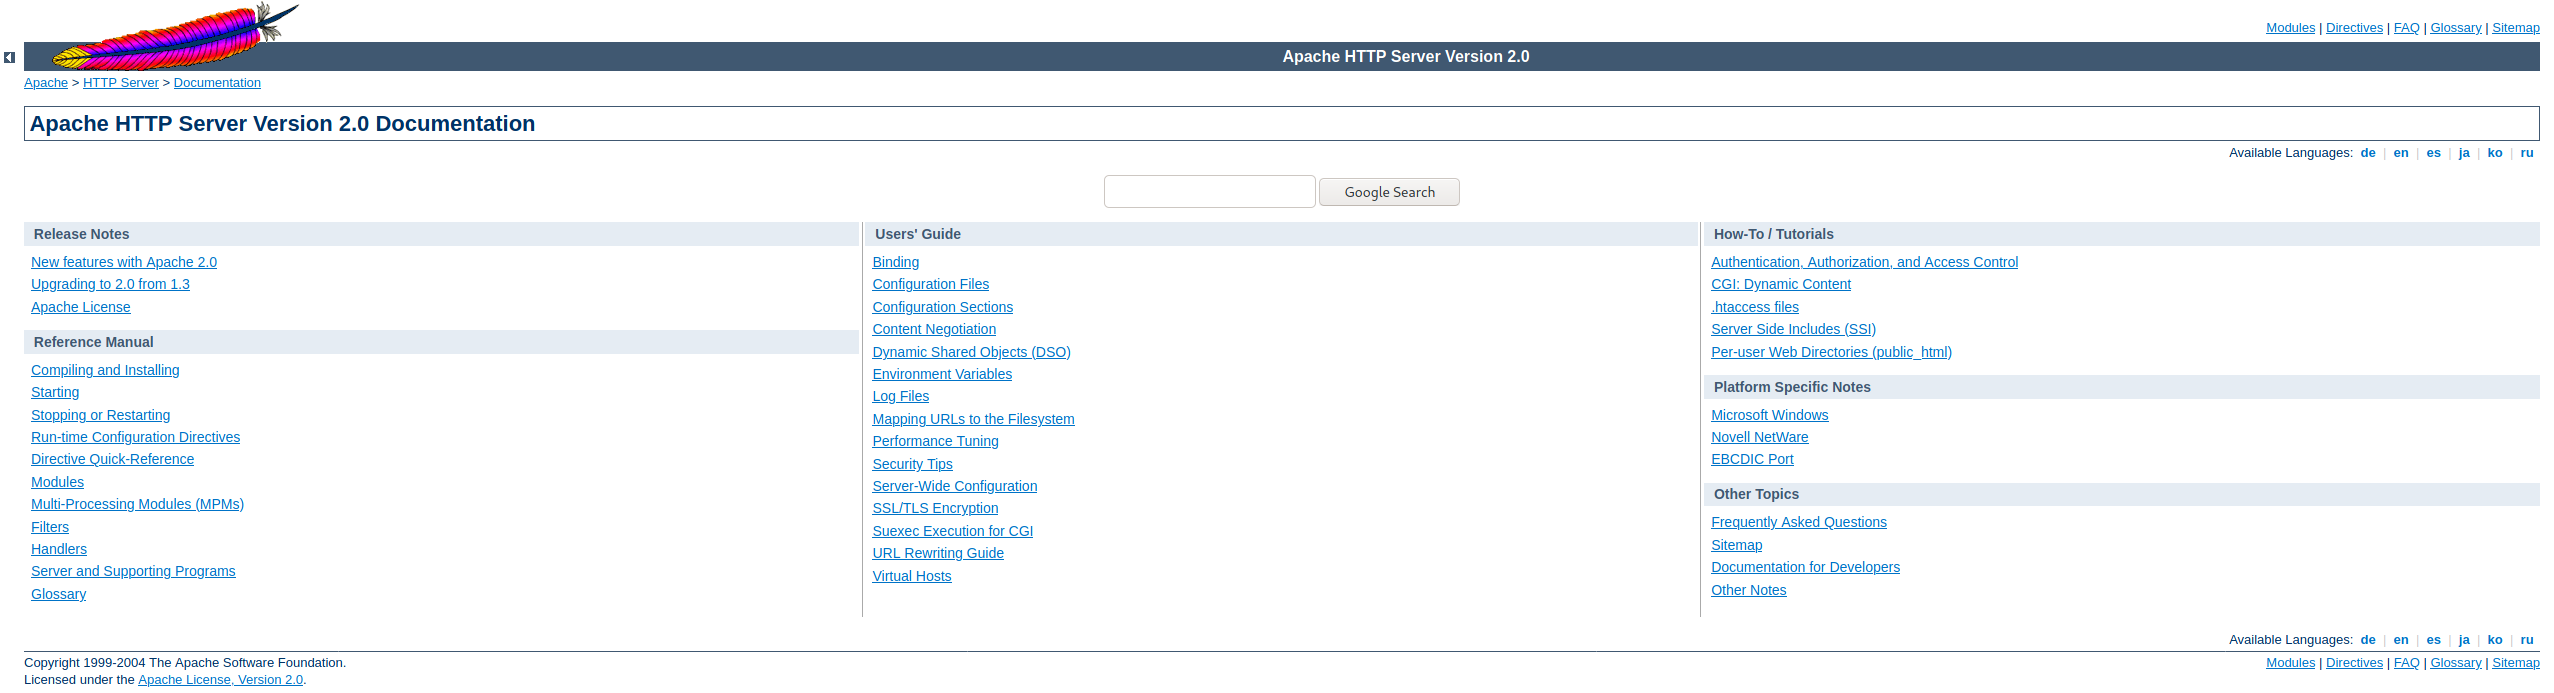 Modules | Directives | FAQ | Glossary | Sitemap
Apache HTTP Server Version 2.0
Apache > HTTP Server > Documentation
Apache HTTP Server Version 2.0 Documentation
Available Languages: de | en | es | ja | ko | ru
Google Search
Release Notes
New features with Apache 2.0
Upgrading to 2.0 from 1.3
Apache License
Reference Manual
Compiling and Installing
Starting
Stopping or Restarting
Run-time Configuration Directives
Directive Quick-Reference
Modules
Multi-Processing Modules (MPMs)
Filters
Handlers
Server and Supporting Programs
Glossary
Users' Guide
Binding
Configuration Files
Configuration Sections
Content Negotiation
Dynamic Shared Objects (DSO)
Environment Variables
Log Files
Mapping URLs to the Filesystem
Performance Tuning
Security Tips
Server-Wide Configuration
SSL/TLS Encryption
Suexec Execution for CGI
URL Rewriting Guide
Virtual Hosts
How-To / Tutorials
Authentication, Authorization, and Access Control
CGI: Dynamic Content
.htaccess files
Server Side Includes (SSI)
Per-user Web Directories (public_html)
Platform Specific Notes
Microsoft Windows
Novell NetWare
EBCDIC Port
Other Topics
Frequently Asked Questions
Sitemap
Documentation for Developers
Other Notes
Available Languages: de | en | es | ja | ko | ru
Copyright 1999-2004 The Apache Software Foundation.
Licensed under the Apache License, Version 2.0.
Modules | Directives | FAQ | Glossary | Sitemap